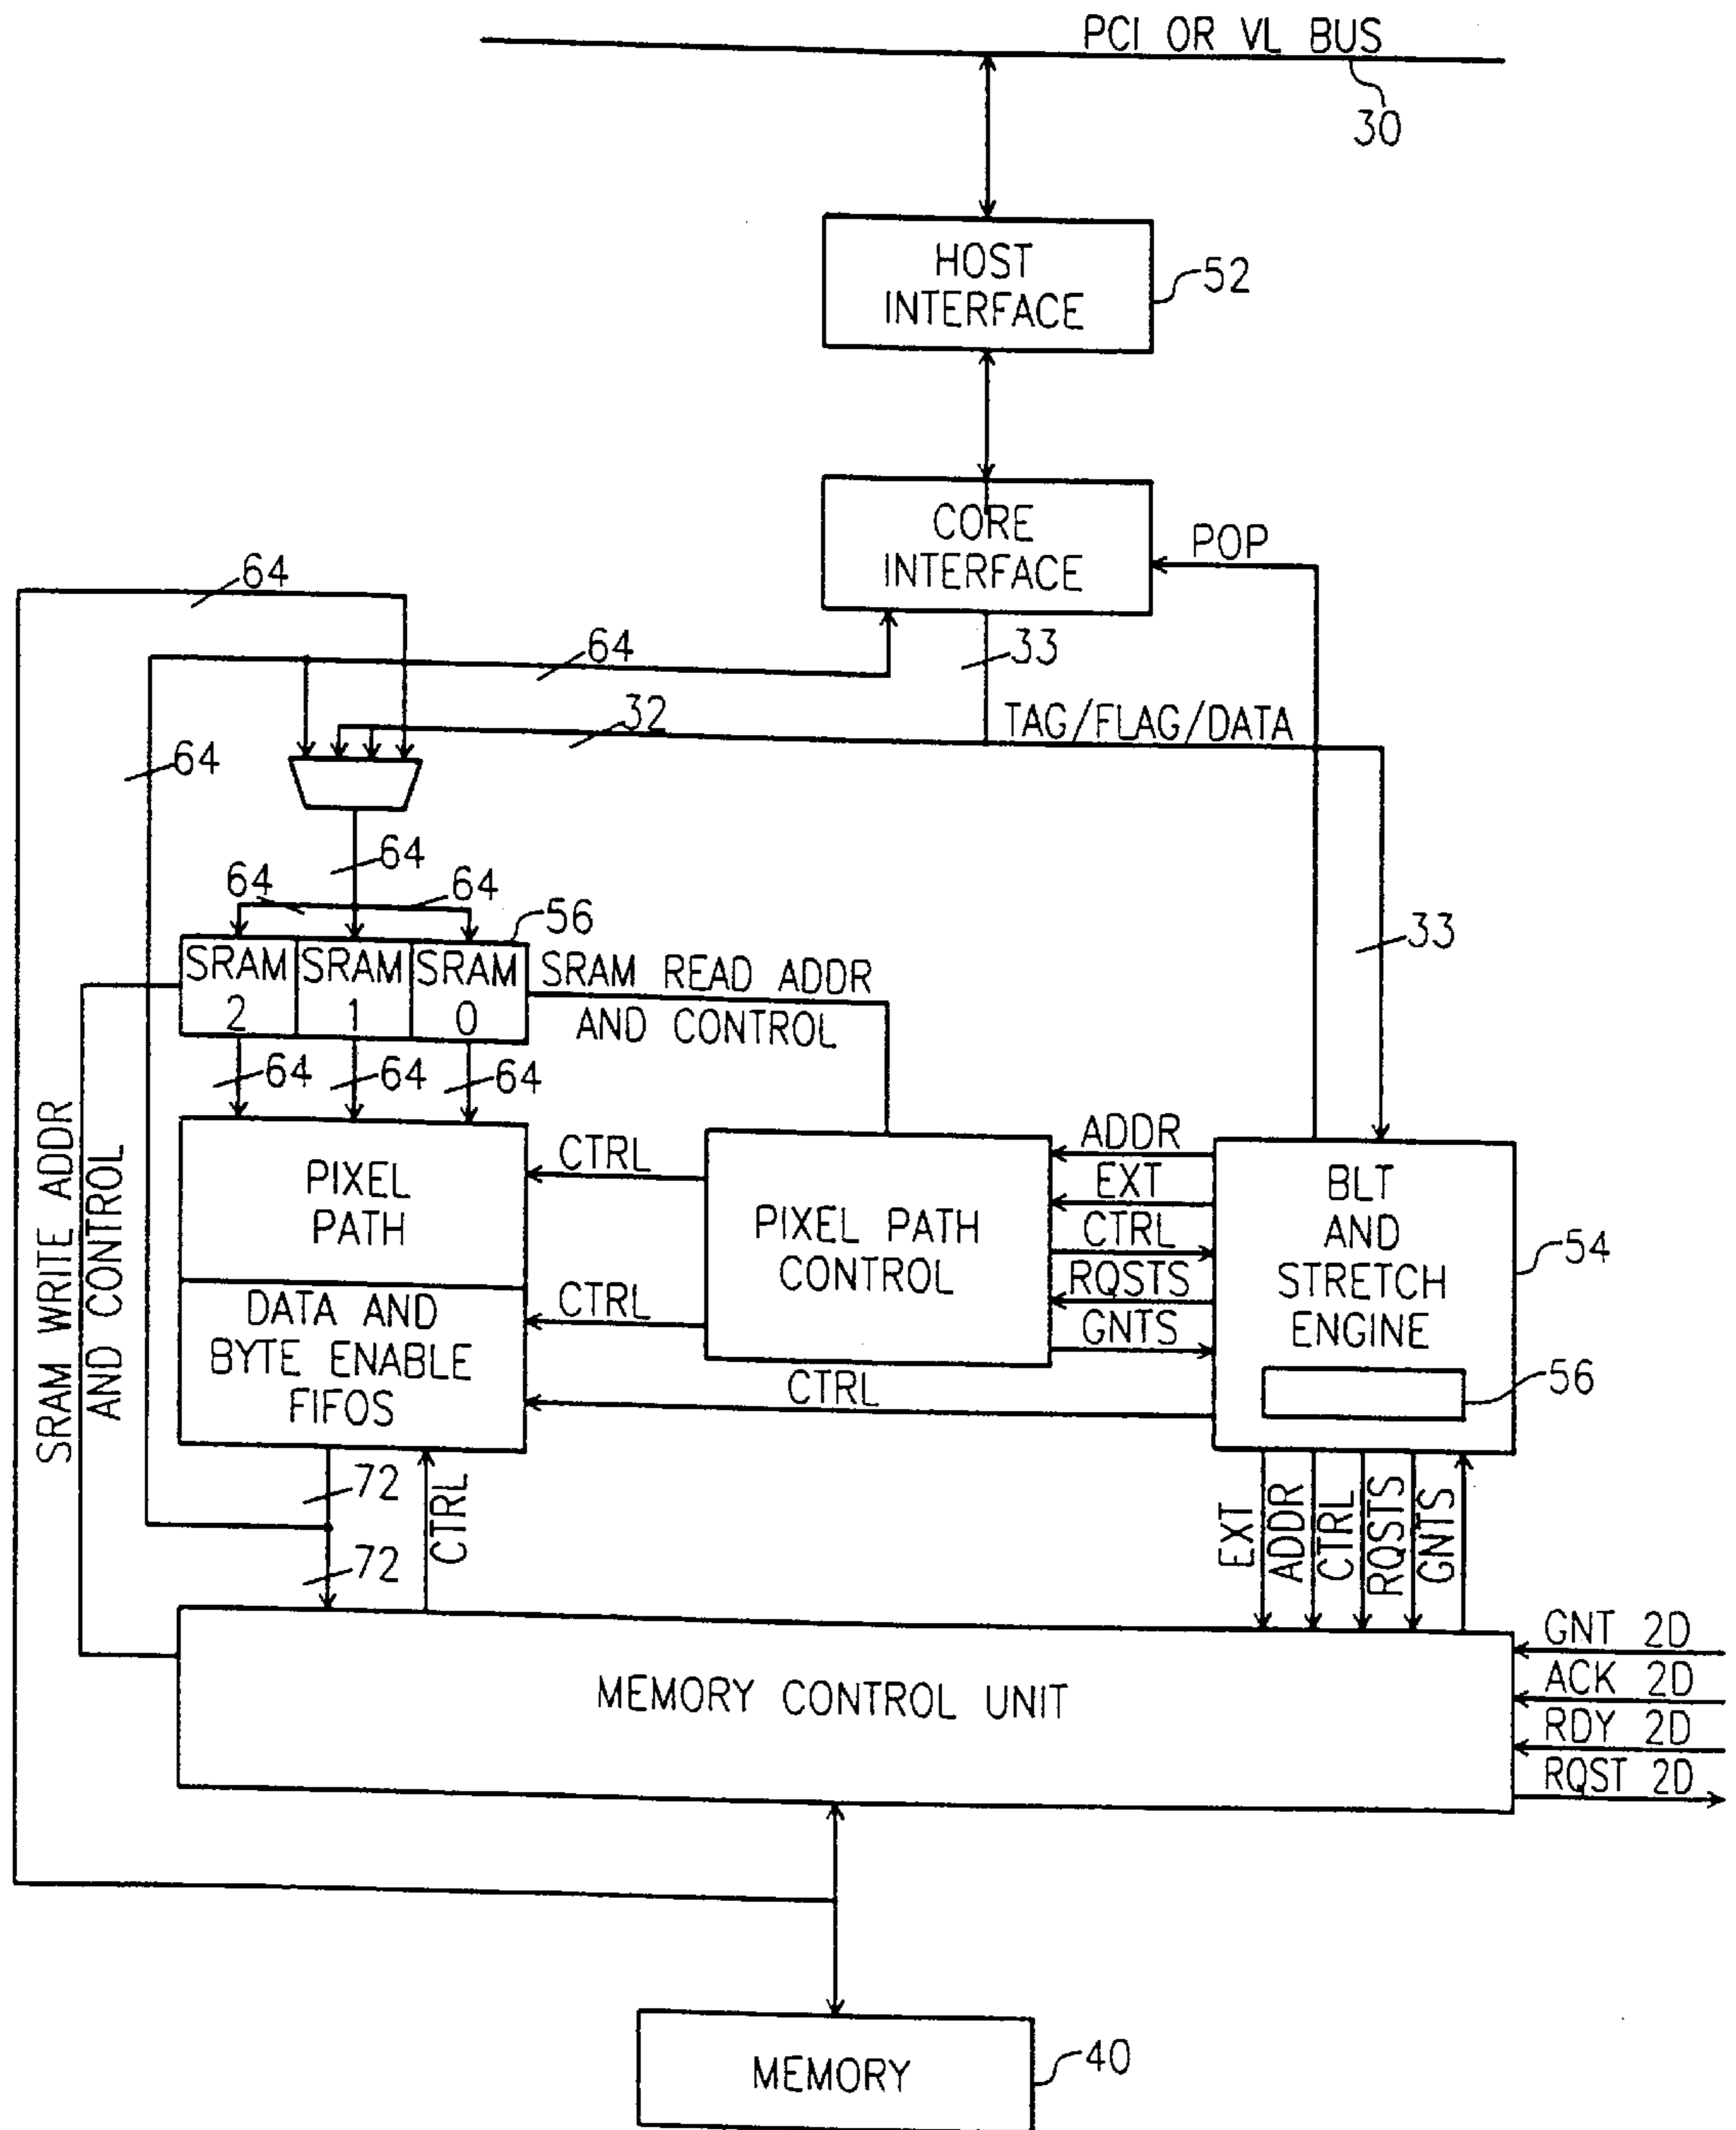 PCI OR VL BUS
30
HOST
INTERFACE
52
CORE
INTERFACE
POP
64
64
33
32
TAG/FLAG/DATA
64
64
64
64
56
33
SRAM
2
SRAM
1
SRAM
0
SRAM READ ADDR
AND CONTROL
64
64
64
SRAM WRITE ADDR
AND CONTROL
PIXEL
PATH
CTRL
PIXEL PATH
CONTROL
ADDR
EXT
CTRL
RQSTS
GNTS
BLT
AND
STRETCH
ENGINE
54
DATA AND
BYTE ENABLE
FIFOS
CTRL
CTRL
56
72
72
CTRL
EXT
ADDR
CTRL
RQSTS
GNTS
MEMORY CONTROL UNIT
GNT 2D
ACK 2D
RDY 2D
RQST 2D
MEMORY
40